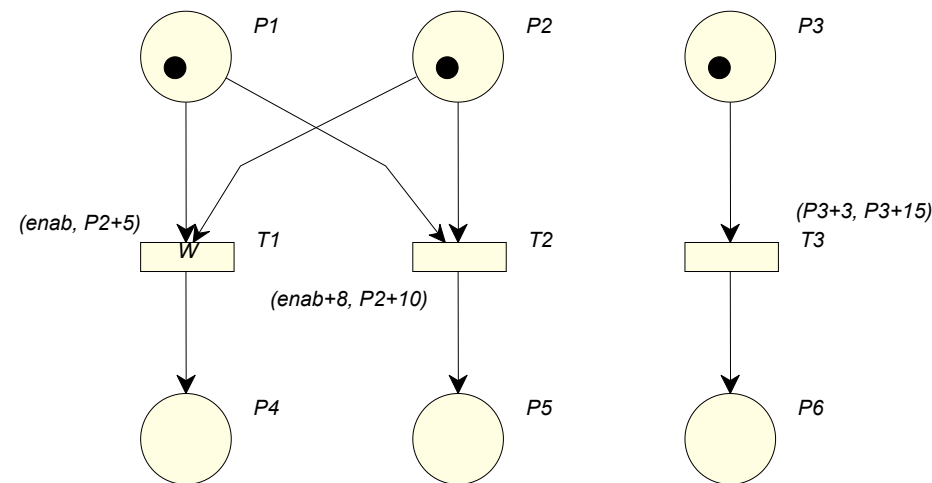 P1
P2
P3
(enab, P2+5)
(P3+3, P3+15)
W
T1
T2
T3
(enab+8, P2+10)
P4
P5
P6